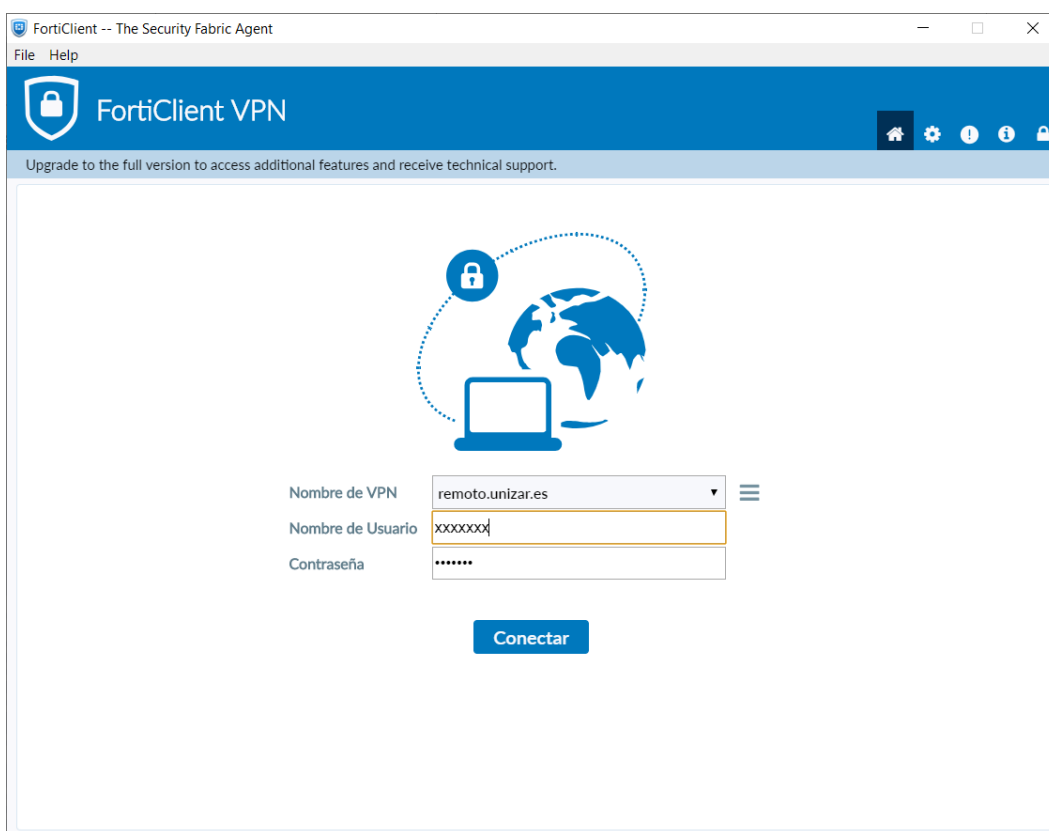 FortiClient -- The Security Fabric Agent
File Help
FortiClient VPN
Upgrade to the full version to access additional features and receive technical support.
Nombre de VPN remoto.unizar.es
Nombre de Usuario xxxxxxx
Contraseña •••••••
Conectar